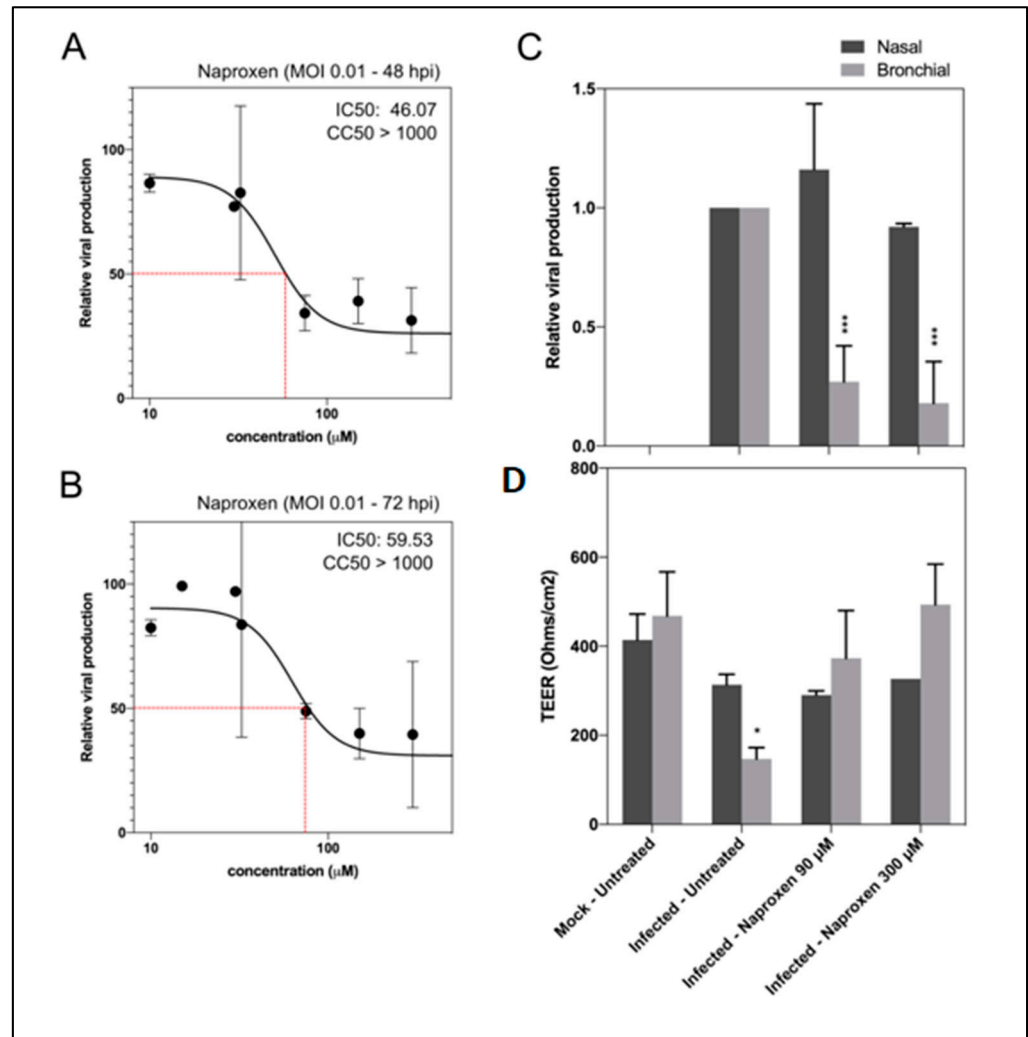 A
Naproxen (MOI 0.01 - 48 hpi)
IC50: 46.07
CC50 > 1000
100
50
0
Relative viral production
10
100
concentration (μM)
B
Naproxen (MOI 0.01 - 72 hpi)
IC50: 59.53
CC50 > 1000
100
50
0
Relative viral production
10
100
concentration (μM)
C
Nasal
Bronchial
1.5
1.0
0.5
0.0
Relative viral production
***
***
D
800
600
400
200
0
TEER (Ohms/cm2)
*
Mock - Untreated
Infected - Untreated
Infected - Naproxen 90 μM
Infected - Naproxen 300 μM